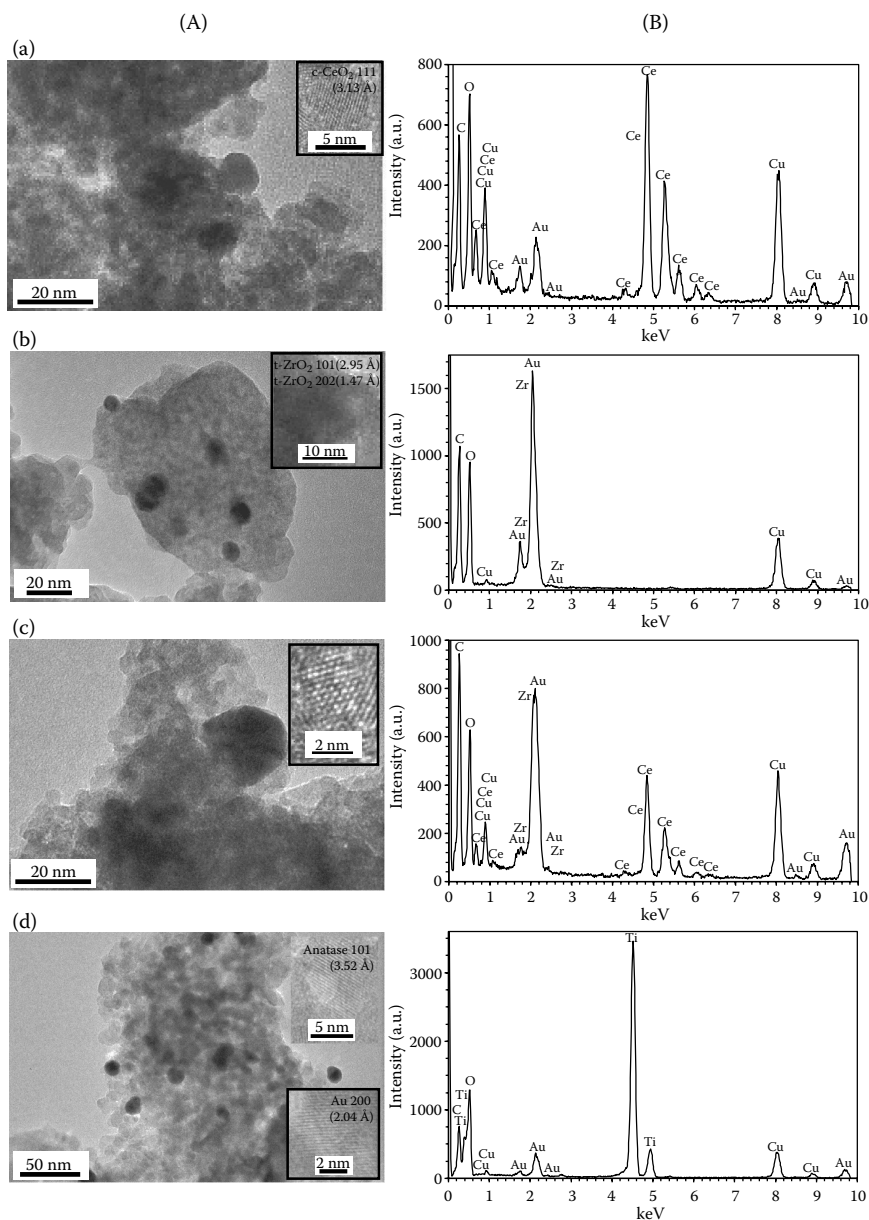 (A)
(B)
(a)
c-CeO2 111
(3.13 Å)
5 nm
20 nm
Intensity (a.u.)
800
600
400
200
0
C
O
Cu
Ce
Cu
Cu
Ce
Ce
Au
Au
Au
Ce
Ce
Ce
Ce
Ce
Ce
Ce
Cu
Au
Cu
Au
0 1 2 3 4 5 6 7 8 9 10
keV
(b)
t-ZrO2 101(2.95 Å)
t-ZrO2 202(1.47 Å)
10 nm
20 nm
Intensity (a.u.)
1500
1000
500
0
C
O
Cu
Zr
Au
Au
Zr
Zr
Au
Cu
Cu
Au
0 1 2 3 4 5 6 7 8 9 10
keV
(c)
2 nm
20 nm
Intensity (a.u.)
1000
800
600
400
200
0
C
O
Cu
Ce
Cu
Cu
Ce
Ce
Zr
Au
Au
Zr
Au
Zr
Ce
Ce
Ce
Ce
Ce
Ce
Ce
Cu
Au
Cu
Au
0 1 2 3 4 5 6 7 8 9 10
keV
(d)
Anatase 101
(3.52 Å)
5 nm
Au 200
(2.04 Å)
2 nm
50 nm
Intensity (a.u.)
3000
2000
1000
0
O
Ti
C
Ti
Cu
Cu
Au
Au
Au
Ti
Ti
Cu
Cu
Au
0 1 2 3 4 5 6 7 8 9 10
keV